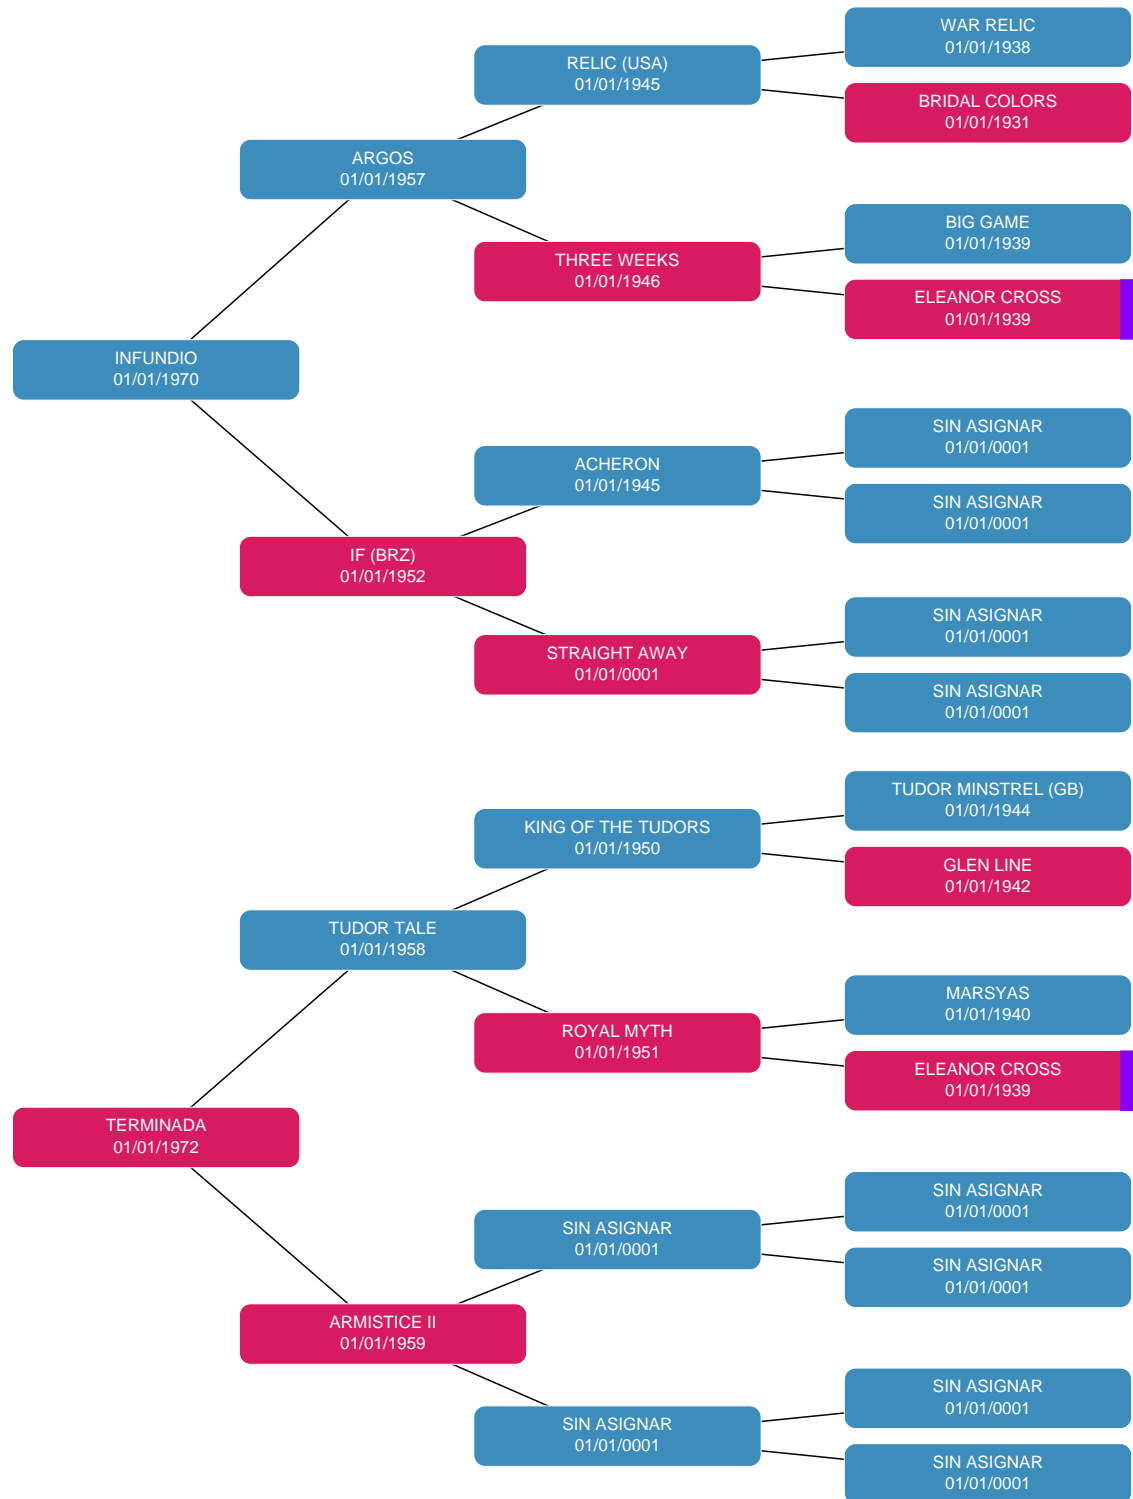 WAR RELIC
01/01/1938
RELIC (USA)
01/01/1945
BRIDAL COLORS
01/01/1931
ARGOS
01/01/1957
BIG GAME
01/01/1939
THREE WEEKS
01/01/1946
ELEANOR CROSS
01/01/1939
INFUNDIO
01/01/1970
SIN ASIGNAR
01/01/0001
ACHERON
01/01/1945
SIN ASIGNAR
01/01/0001
IF (BRZ)
01/01/1952
SIN ASIGNAR
01/01/0001
STRAIGHT AWAY
01/01/0001
SIN ASIGNAR
01/01/0001
TUDOR MINSTREL (GB)
01/01/1944
KING OF THE TUDORS
01/01/1950
GLEN LINE
01/01/1942
TUDOR TALE
01/01/1958
MARSYAS
01/01/1940
ROYAL MYTH
01/01/1951
ELEANOR CROSS
01/01/1939
TERMINADA
01/01/1972
SIN ASIGNAR
01/01/0001
SIN ASIGNAR
01/01/0001
SIN ASIGNAR
01/01/0001
ARMISTICE II
01/01/1959
SIN ASIGNAR
01/01/0001
SIN ASIGNAR
01/01/0001
SIN ASIGNAR
01/01/0001